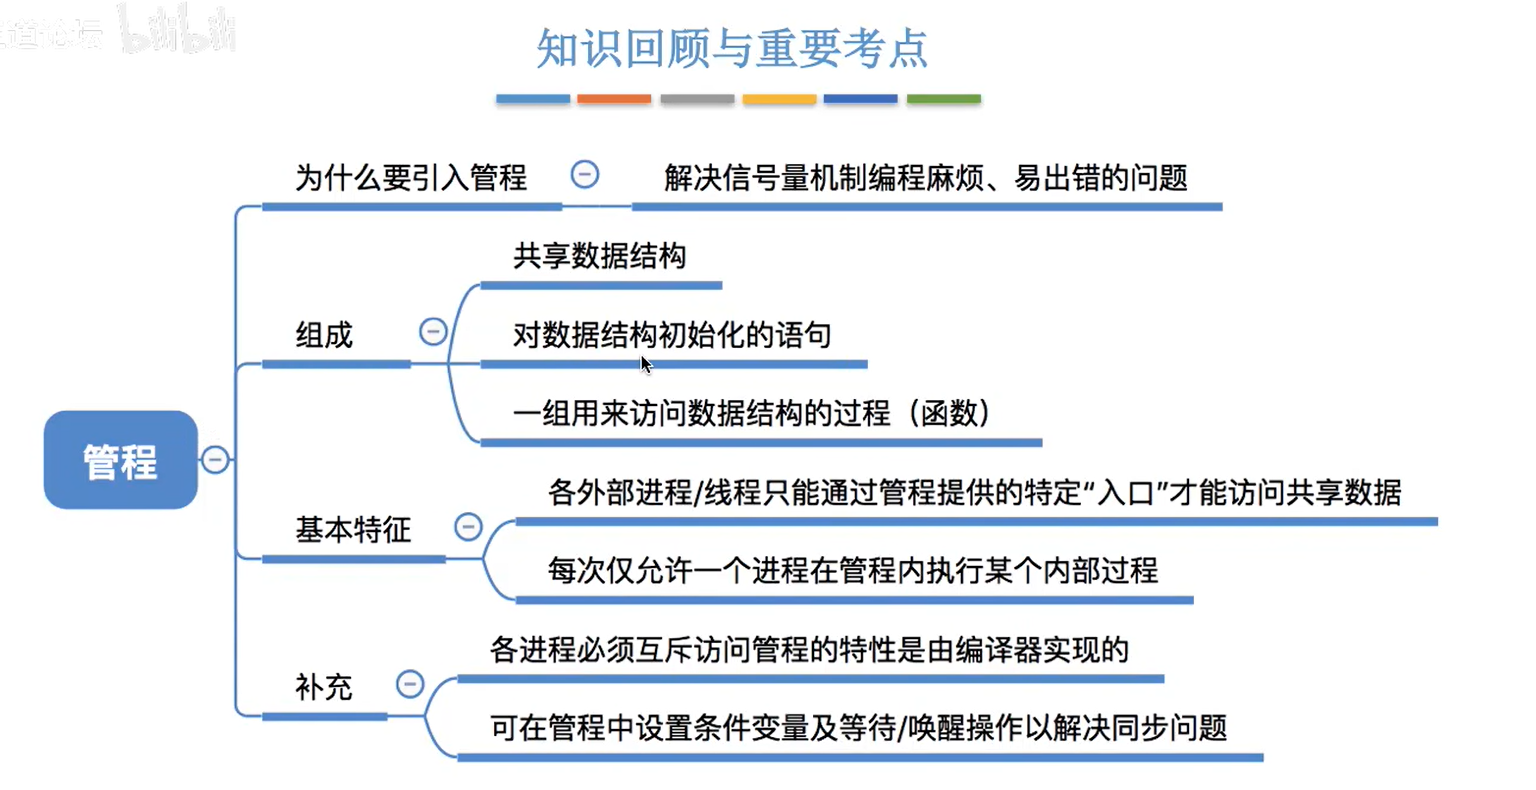 道论坛 bilibili
知识回顾与重要考点
为什么要引入管程
解决信号量机制编程麻烦、易出错的问题
共享数据结构
组成
对数据结构初始化的语句
一组用来访问数据结构的过程（函数）
管程
各外部进程/线程只能通过管程提供的特定“入口”才能访问共享数据
基本特征
每次仅允许一个进程在管程内执行某个内部过程
各进程必须互斥访问管程的特性是由编译器实现的
补充
可在管程中设置条件变量及等待/唤醒操作以解决同步问题